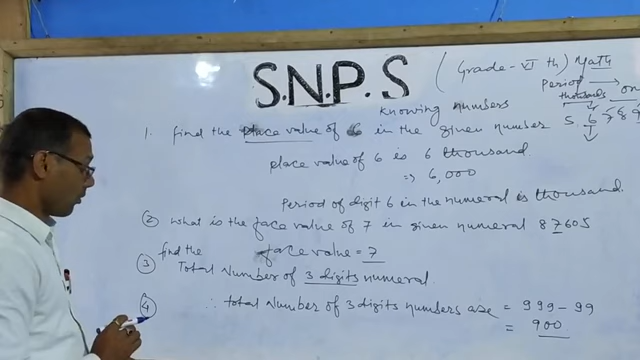 S.N.P.S (Grade-VI th) Math
Period
thousands on
Knowing numbers
1. find the place value of 6 in the given number 5 6 7 8 9
place value of 6 is 6 thousand.
⇒ 6,000
Period of digit 6 in the numeral is thousand.
② What is the face value of 7 in given numeral 87605
face value = 7
find the
③ Total Number of 3 digits numeral.
④ ∴ total Number of 3 digits numbers are = 999 - 99
= 900.